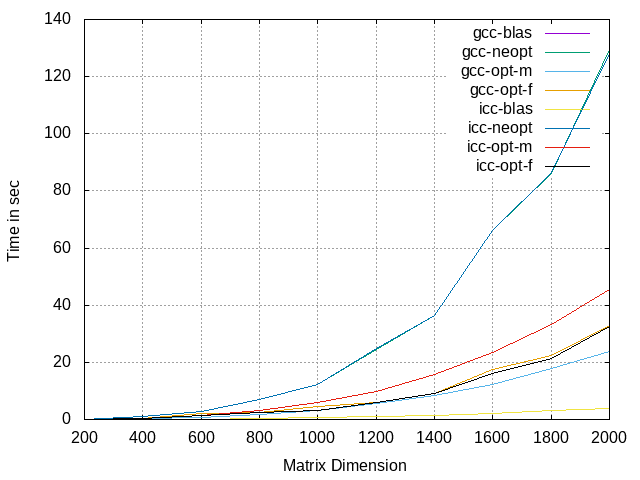 140
120
100
80
60
40
20
0
Time in sec
gcc-blas
gcc-neopt
gcc-opt-m
gcc-opt-f
icc-blas
icc-neopt
icc-opt-m
icc-opt-f
200 400 600 800 1000 1200 1400 1600 1800 2000
Matrix Dimension